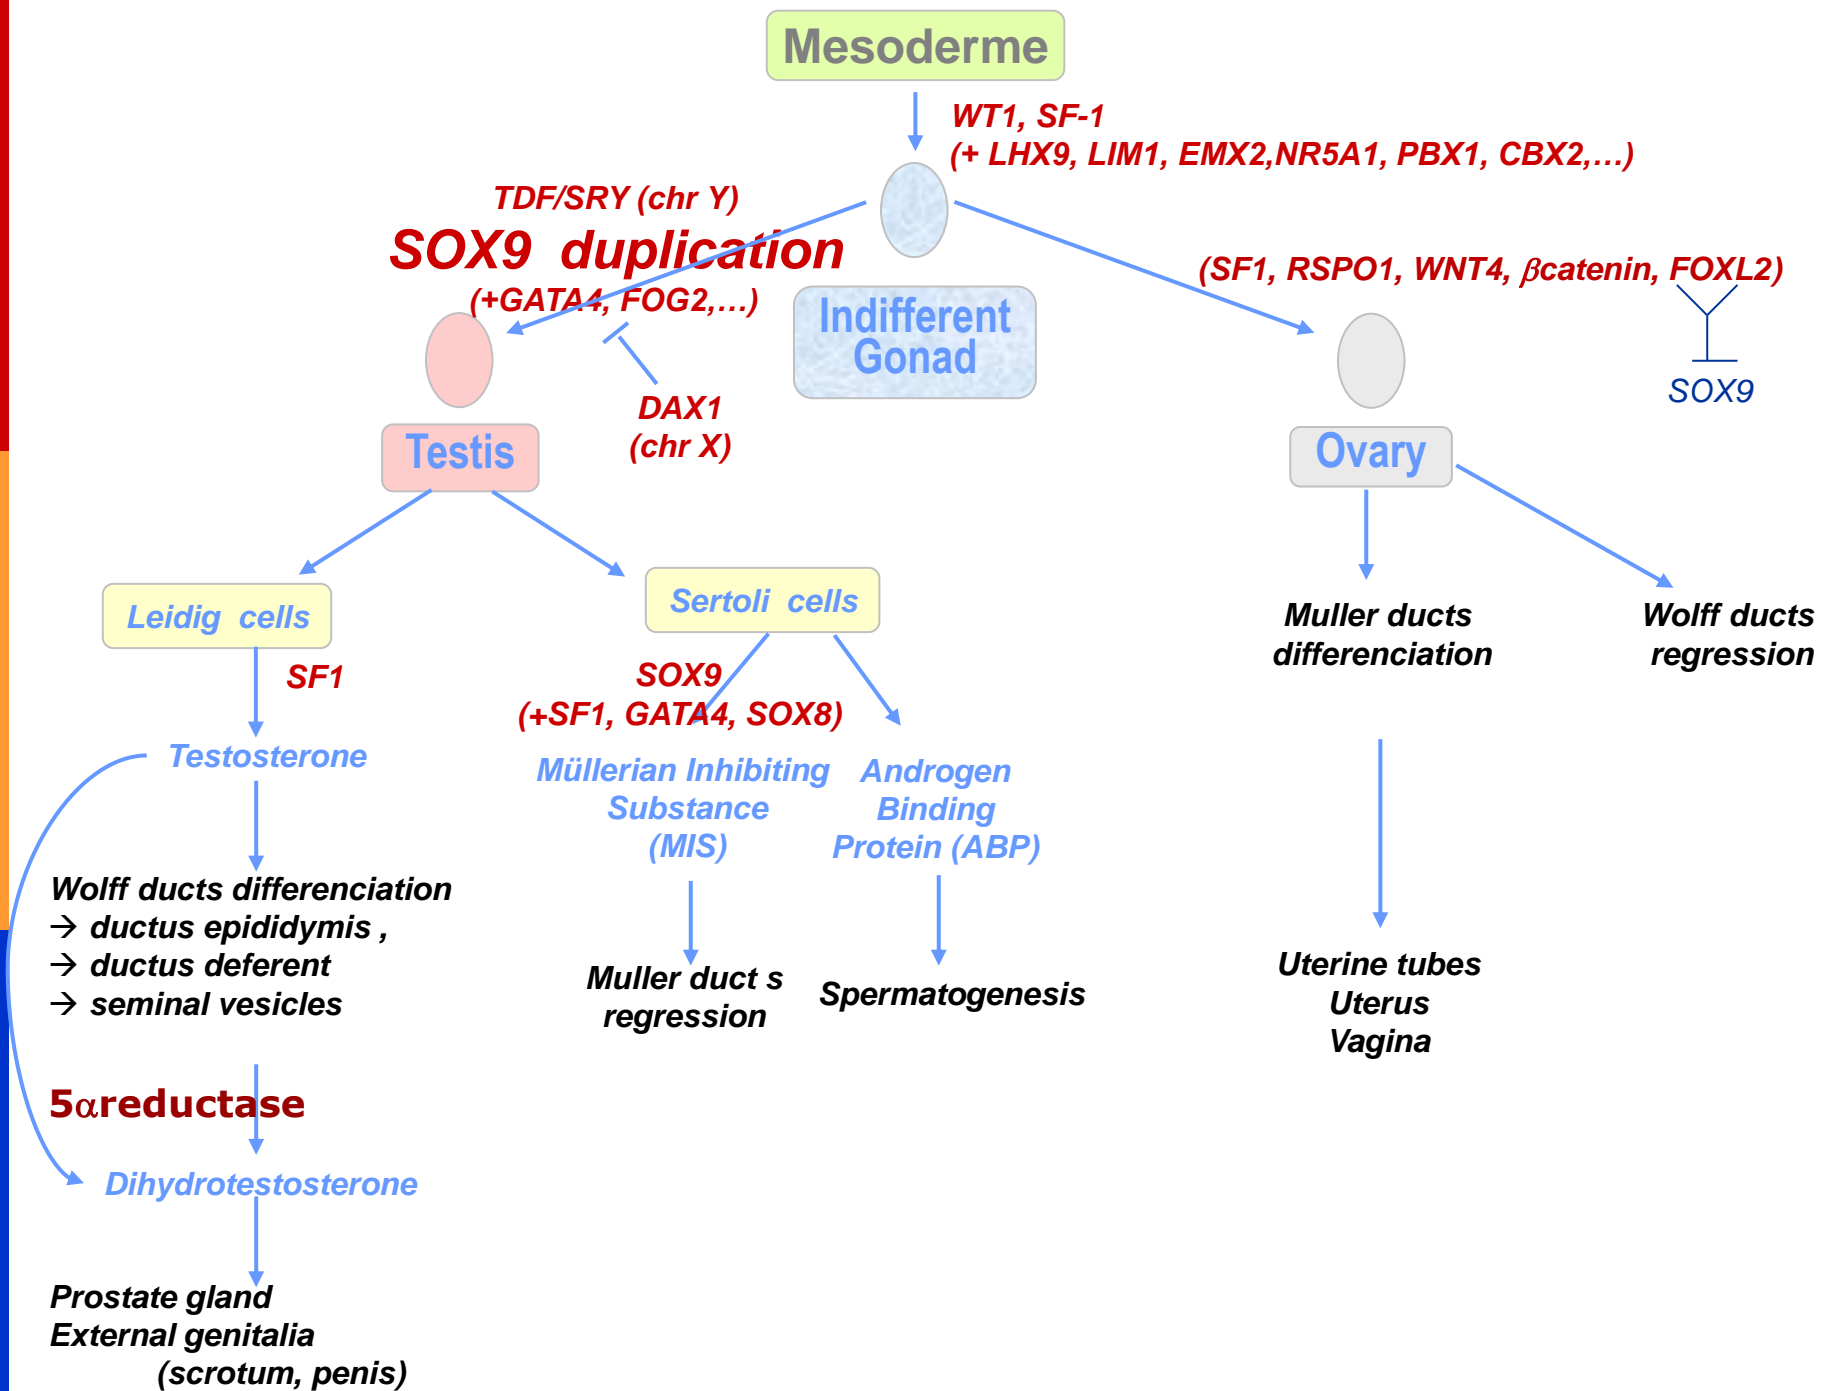 Mesoderme
WT1, SF-1
(+ LHX9, LIM1, EMX2,NR5A1, PBX1, CBX2,...)
TDF/SRY (chr Y)
SOX9 duplication
(+GATA4, FOG2,...)
(SF1, RSPO1, WNT4, βcatenin, FOXL2)
Indifferent
Gonad
SOX9
DAX1
(chr X)
Testis
Ovary
Leidig cells
Sertoli cells
Muller ducts
differenciation
Wolff ducts
regression
SF1
SOX9
(+SF1, GATA4, SOX8)
Testosterone
Müllerian Inhibiting
Substance
(MIS)
Androgen
Binding
Protein (ABP)
Wolff ducts differenciation
→ ductus epididymis ,
→ ductus deferent
→ seminal vesicles
Muller duct s
regression
Spermatogenesis
Uterine tubes
Uterus
Vagina
5αreductase
Dihydrotestosterone
Prostate gland
External genitalia
(scrotum, penis)